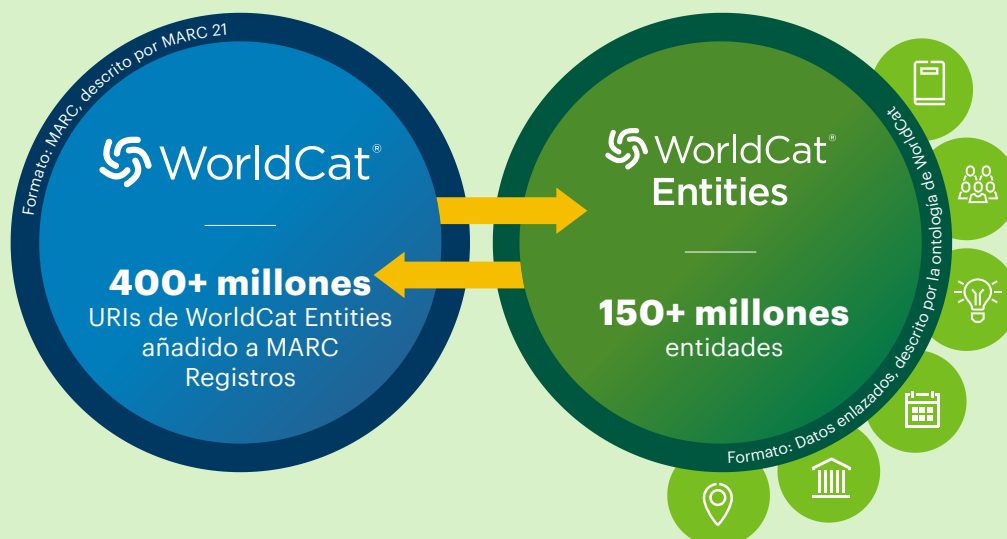 Formato: MARC, descrito por MARC 21
WorldCat®
400+ millones
URIs de WorldCat Entities
añadido a MARC
Registros
WorldCat®
Entities
150+ millones
entidades
Formato: Datos enlazados, descrito por la ontología de WorldCat